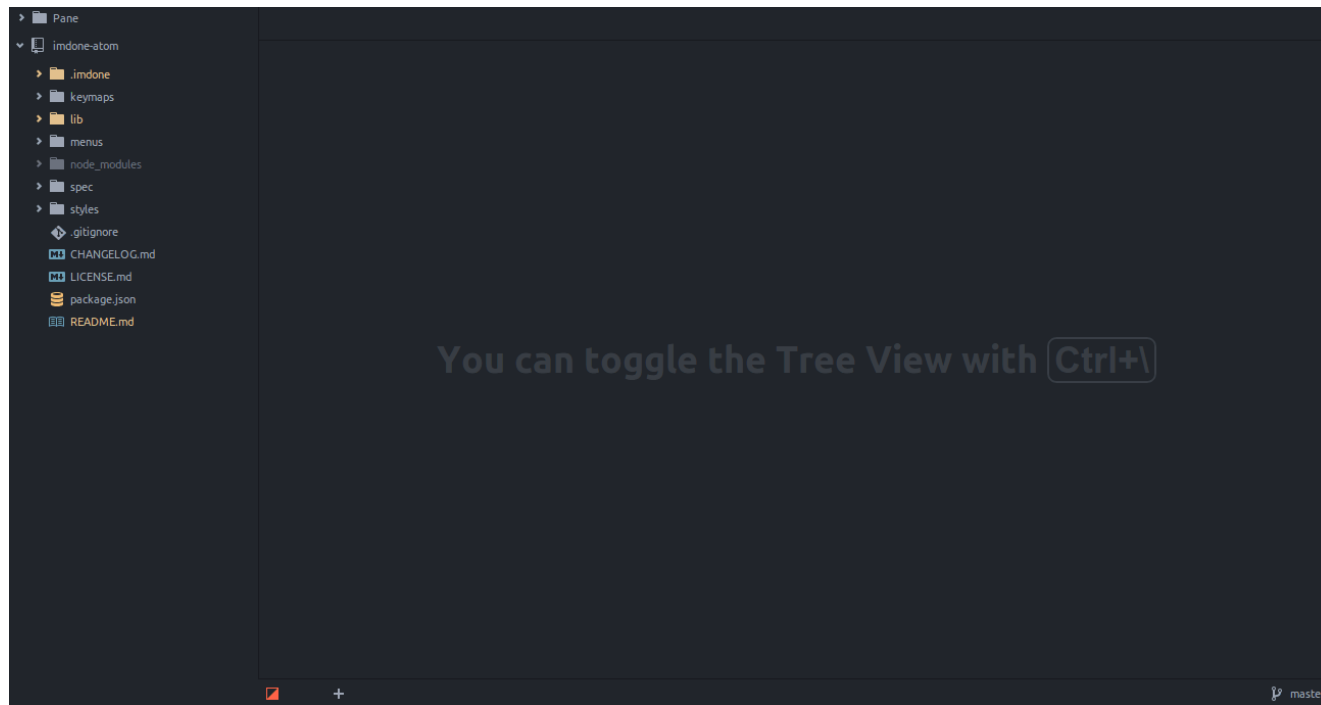 Pane
imdone-atom
.imdone
keymaps
lib
menus
node_modules
spec
styles
.gitignore
CHANGELOG.md
LICENSE.md
package.json
README.md
You can toggle the Tree View with Ctrl+\
master